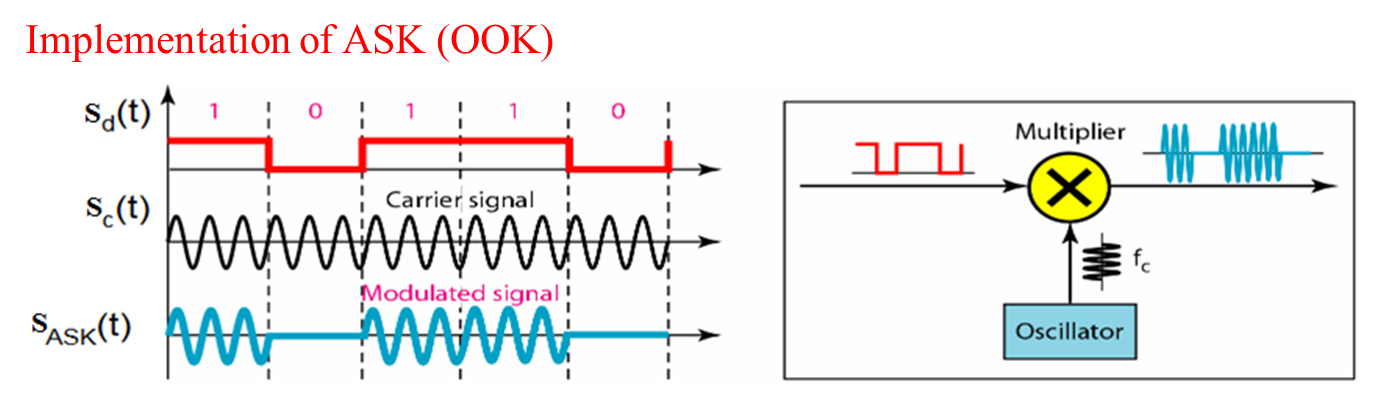 Implementation of ASK (OOK)
sd(t)
1 0 1 1 0
sc(t)
Carrier signal
Modulated signal
sASK(t)
Multiplier
fc
Oscillator